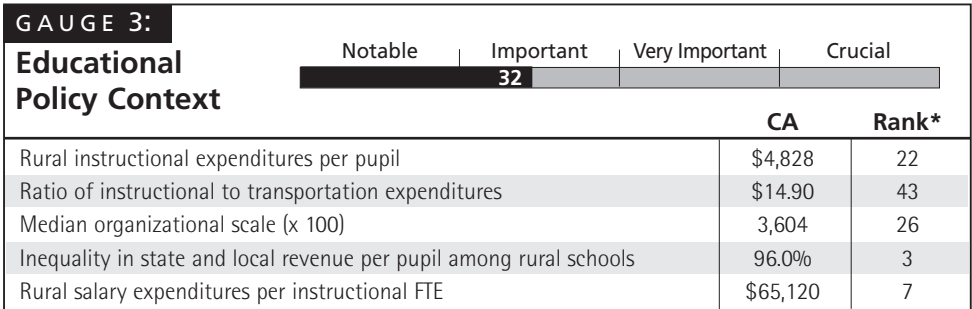 GAUGE 3:
Educational
Policy Context
Notable Important Very Important Crucial
32
CA Rank*
Rural instructional expenditures per pupil $4,828 22
Ratio of instructional to transportation expenditures $14.90 43
Median organizational scale (x 100) 3,604 26
Inequality in state and local revenue per pupil among rural schools 96.0% 3
Rural salary expenditures per instructional FTE $65,120 7